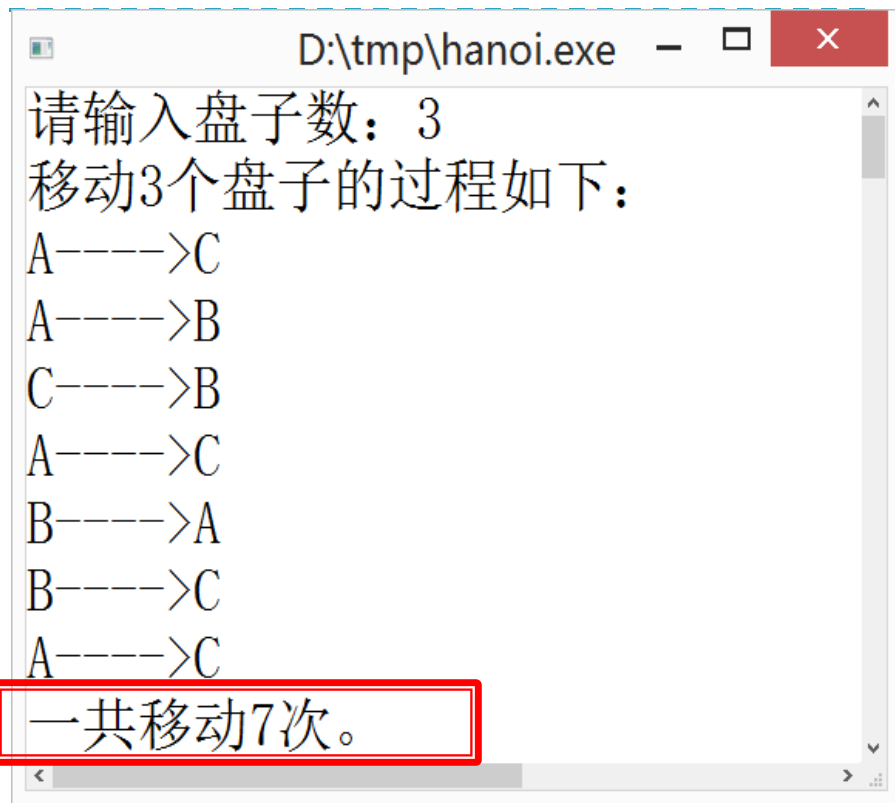 D:\tmp\hanoi.exe
请输入盘子数：3
移动3个盘子的过程如下：
A---->C
A---->B
C---->B
A---->C
B---->A
B---->C
A---->C
一共移动7次。